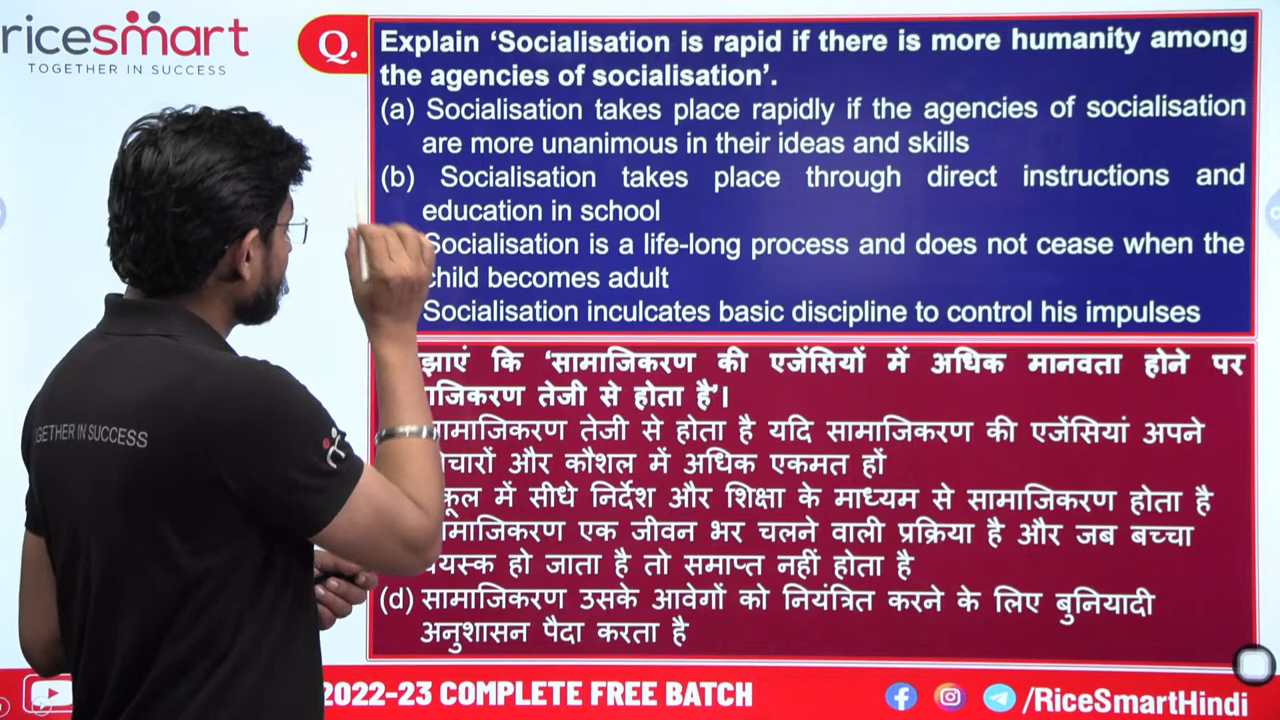 ricesmart
TOGETHER IN SUCCESS
Q.
Explain ‘Socialisation is rapid if there is more humanity among
the agencies of socialisation’.
(a) Socialisation takes place rapidly if the agencies of socialisation
are more unanimous in their ideas and skills
(b) Socialisation takes place through direct instructions and
education in school
Socialisation is a life-long process and does not cease when the
child becomes adult
Socialisation inculcates basic discipline to control his impulses
कि ‘सामाजिकरण की एजेंसियों में अधिक मानवता होने पर
तेजी से होता है’।
तेजी से होता है यदि सामाजिकरण की एजेंसियां अपने
और कौशल में अधिक एकमत हों
में सीधे निर्देश और शिक्षा के माध्यम से सामाजिकरण होता है
एक जीवन भर चलने वाली प्रक्रिया है और जब बच्चा
हो जाता है तो समाप्त नहीं होता है
(d) सामाजिकरण उसके आवेगों को नियंत्रित करने के लिए बुनियादी
अनुशासन पैदा करता है
GETHER IN SUCCESS
2022-23 COMPLETE FREE BATCH
/RiceSmartHindi